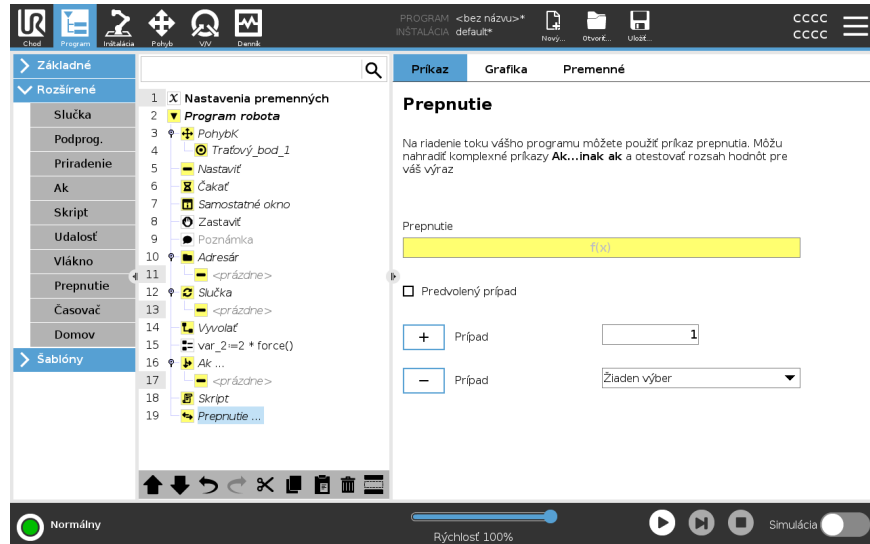 PROGRAM <bez názvu>*
INŠTALÁCIA default*
CCCC
CCCC
Chod Program Inštalácia Pohyb V/V Denník Nový... Otvoriť... Uložiť...
Základné
Rozšírené
Slučka
Podprog.
Priradenie
Ak
Skript
Udalosť
Vlákno
Prepnutie
Časovač
Domov
Šablóny
1 X Nastavenia premenných
2 Program robota
3 PohybK
4 Traťový_bod_1
5 Nastaviť
6 Čakať
7 Samostatné okno
8 Zastaviť
9 Poznámka
10 Adresár
11 <prázdne>
12 Slučka
13 <prázdne>
14 Vyvolať
15 var_2:=2 * force()
16 Ak ...
17 <prázdne>
18 Skript
19 Prepnutie ...
Príkaz Grafika Premenné
Prepnutie
Na riadenie toku vášho programu môžete použiť príkaz prepnutia. Môžu
nahradiť komplexné príkazy Ak...inak ak a otestovať rozsah hodnôt pre
váš výraz
Prepnutie
f(x)
Predvolený prípad
+ Prípad 1
− Prípad Žiaden výber
Normálny
Rýchlosť 100%
Simulácia